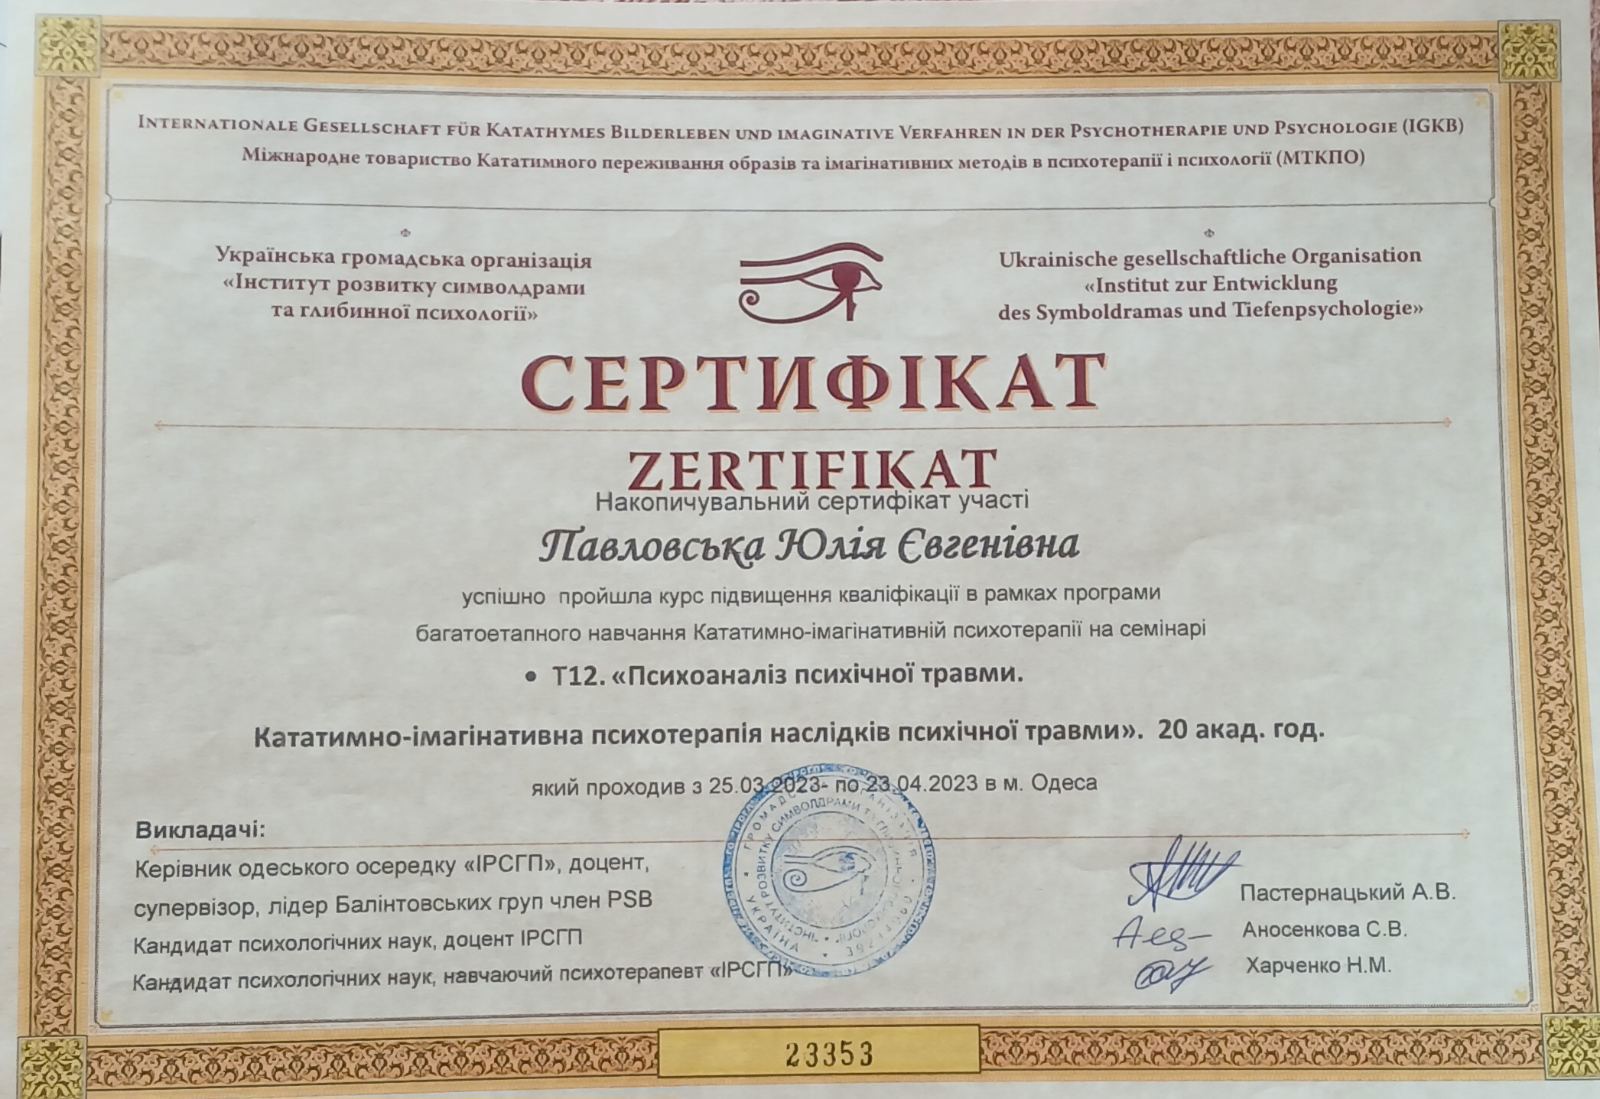 Internationale Gesellschaft für Katathymes Bilderleben und imaginative Verfahren in der Psychotherapie und Psychologie (IGKB)
Міжнародне товариство Кататимного переживання образів та імагінативних методів в психотерапії і психології (МТКПО)
Українська громадська організація
«Інститут розвитку символдрами
та глибинної психології»
Ukrainische gesellschaftliche Organisation
«Institut zur Entwicklung
des Symboldramas und Tiefenpsychologie»
СЕРТИФІКАТ
ZERTIFIKAT
Накопичувальний сертифікат участі
Павловська Юлія Євгенівна
успішно пройшла курс підвищення кваліфікації в рамках програми
багатоетапного навчання Кататимно-імагінативній психотерапії на семінарі
• Т12. «Психоаналіз психічної травми.
Кататимно-імагінативна психотерапія наслідків психічної травми». 20 акад. год.
який проходив з 25.03.2023- по 23.04.2023 в м. Одеса
Викладачі:
Керівник одеського осередку «ІРСГП», доцент,
супервізор, лідер Балінтовських груп член PSB
Кандидат психологічних наук, доцент ІРСГП
Кандидат психологічних наук, навчаючий психотерапевт «ІРСГП»
Пастернацький А.В.
Аносенкова С.В.
Харченко Н.М.
УКРАЇНА
23353